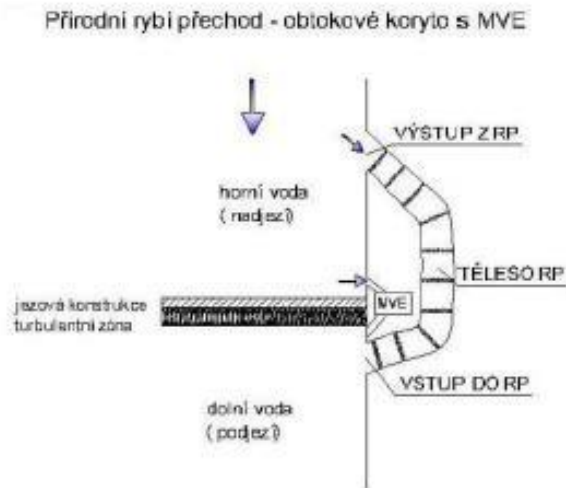 Přírodní rybí přechod - obtokové koryto s MVE
VÝSTUP Z RP
horní voda
( nadjezí)
TĚLESO RP
MVE
jezová konstrukce
turbulentní zóna
VSTUP DO RP
dolní voda
( podjezí)